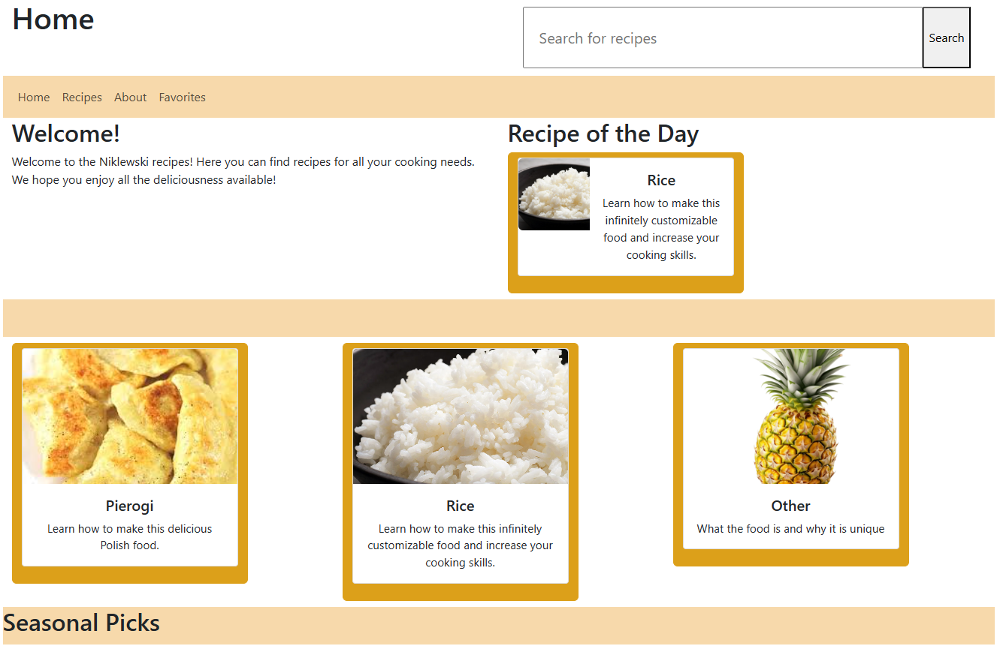 Home
Search for recipes
Search
Home Recipes About Favorites
Welcome!
Welcome to the Niklewski recipes! Here you can find recipes for all your cooking needs.
We hope you enjoy all the deliciousness available!
Recipe of the Day
Rice
Learn how to make this
infinitely customizable
food and increase your
cooking skills.
Pierogi
Learn how to make this delicious
Polish food.
Rice
Learn how to make this infinitely
customizable food and increase your
cooking skills.
Other
What the food is and why it is unique
Seasonal Picks